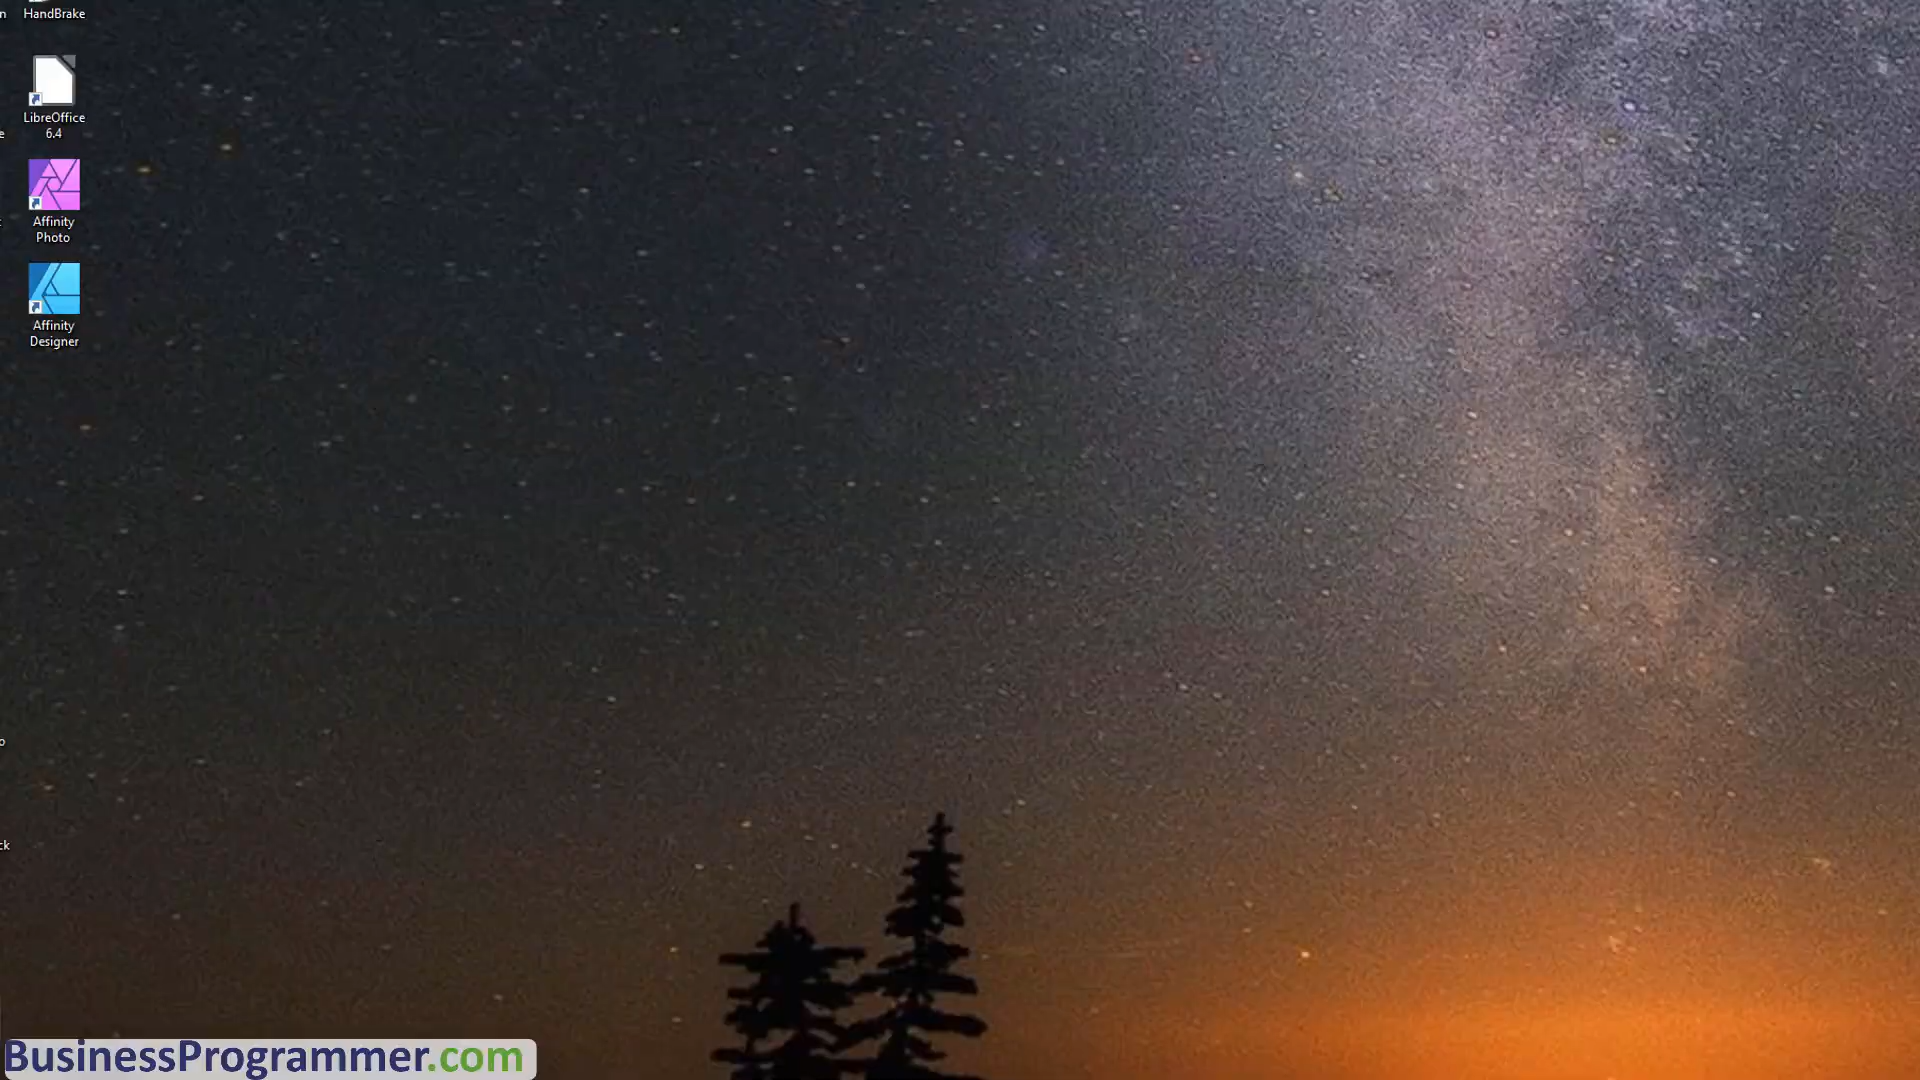 HandBrake
LibreOffice
6.4
Affinity
Photo
Affinity
Designer
BusinessProgrammer.com